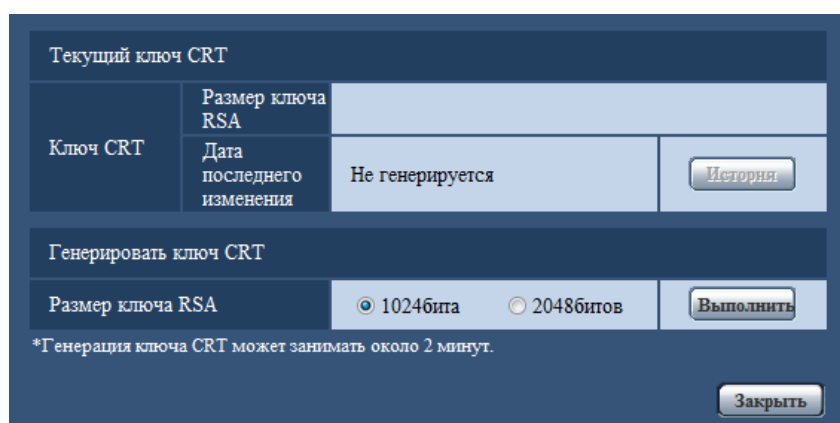 Текущий ключ CRT
Размер ключа
RSA
Ключ CRT
Дата
последнего
изменения
Не генерируется
История
Генерировать ключ CRT
Размер ключа RSA
1024бита
2048битов
Выполнить
*Генерация ключа CRT может занимать около 2 минут.
Закрыть